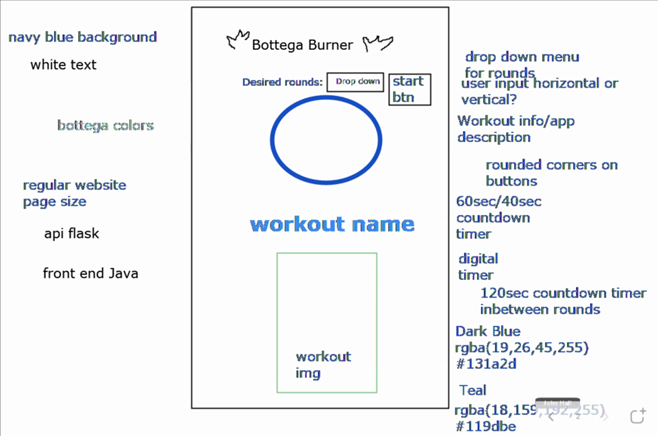 navy blue background
white text
bottega colors
regular website
page size
api flask
front end Java
Bottega Burner
Desired rounds:
Drop down
start
btn
workout name
workout
img
drop down menu
for rounds
user input horizontal or
vertical?
Workout info/app
description
rounded corners on
buttons
60sec/40sec
countdown
timer
digital
timer
120sec countdown timer
inbetween rounds
Dark Blue
rgba(19,26,45,255)
#131a2d
Teal
rgba(18,159,192,255)
#119dbe